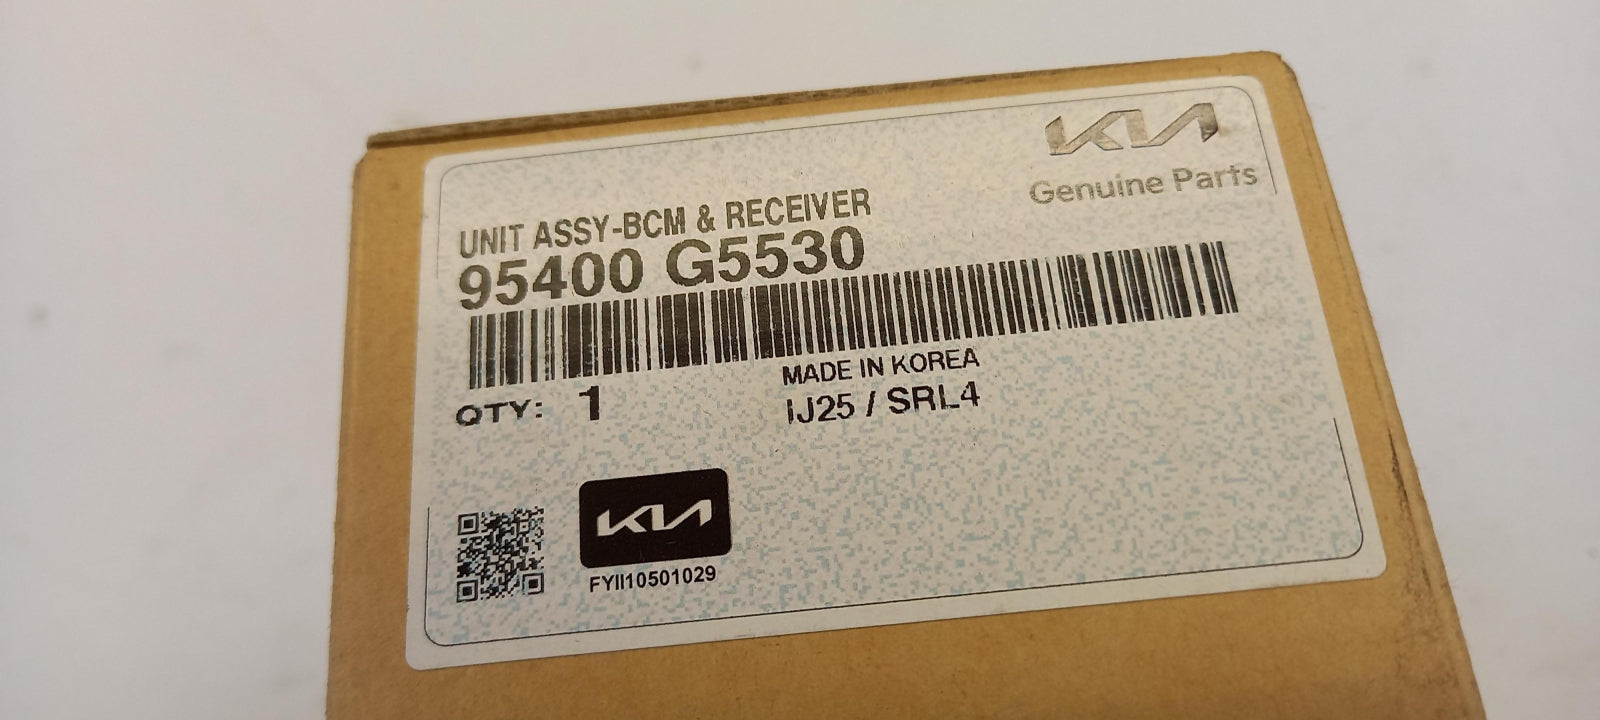 KIA
Genuine Parts
UNIT ASSY-BCM & RECEIVER
95400 G5530
MADE IN KOREA
QTY: 1
IJ25 / SRL4
KIA
FYII10501029